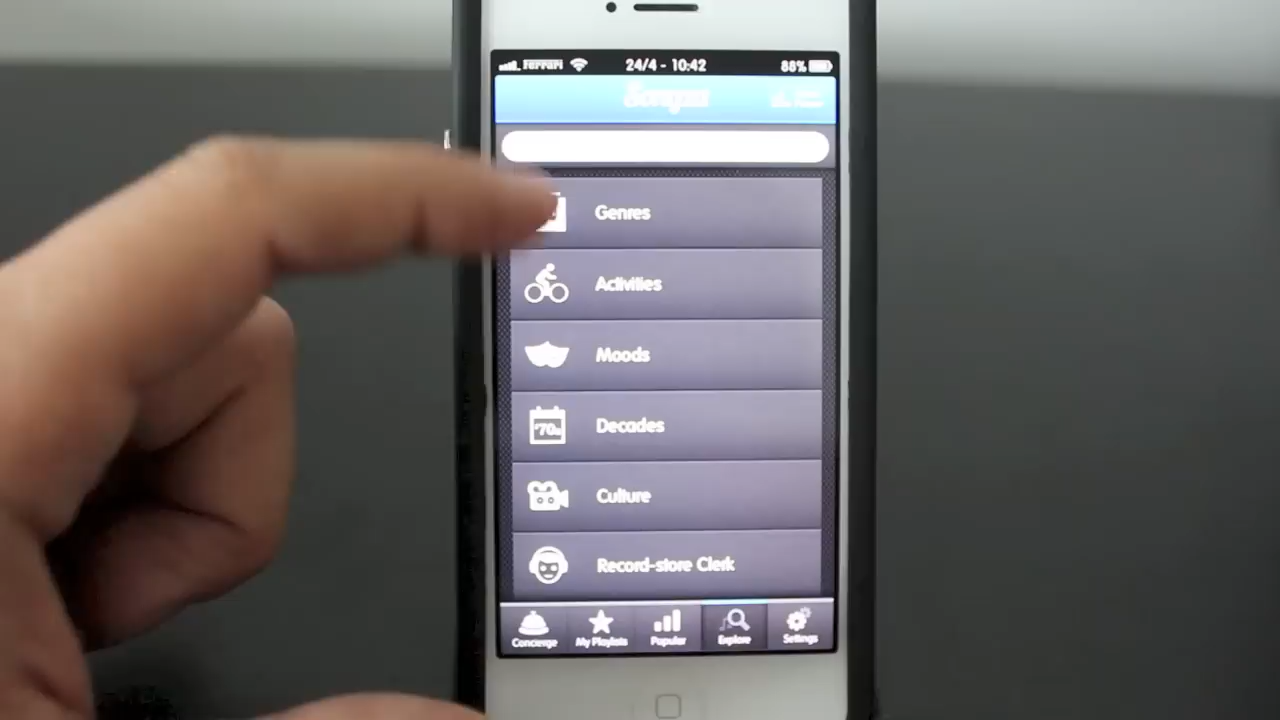 Ferrari 24/4 - 10:42 88%
Songza
Genres
Activities
Moods
'70s
Decades
Culture
Record-store Clerk
Concierge My Playlists Popular Explore Settings